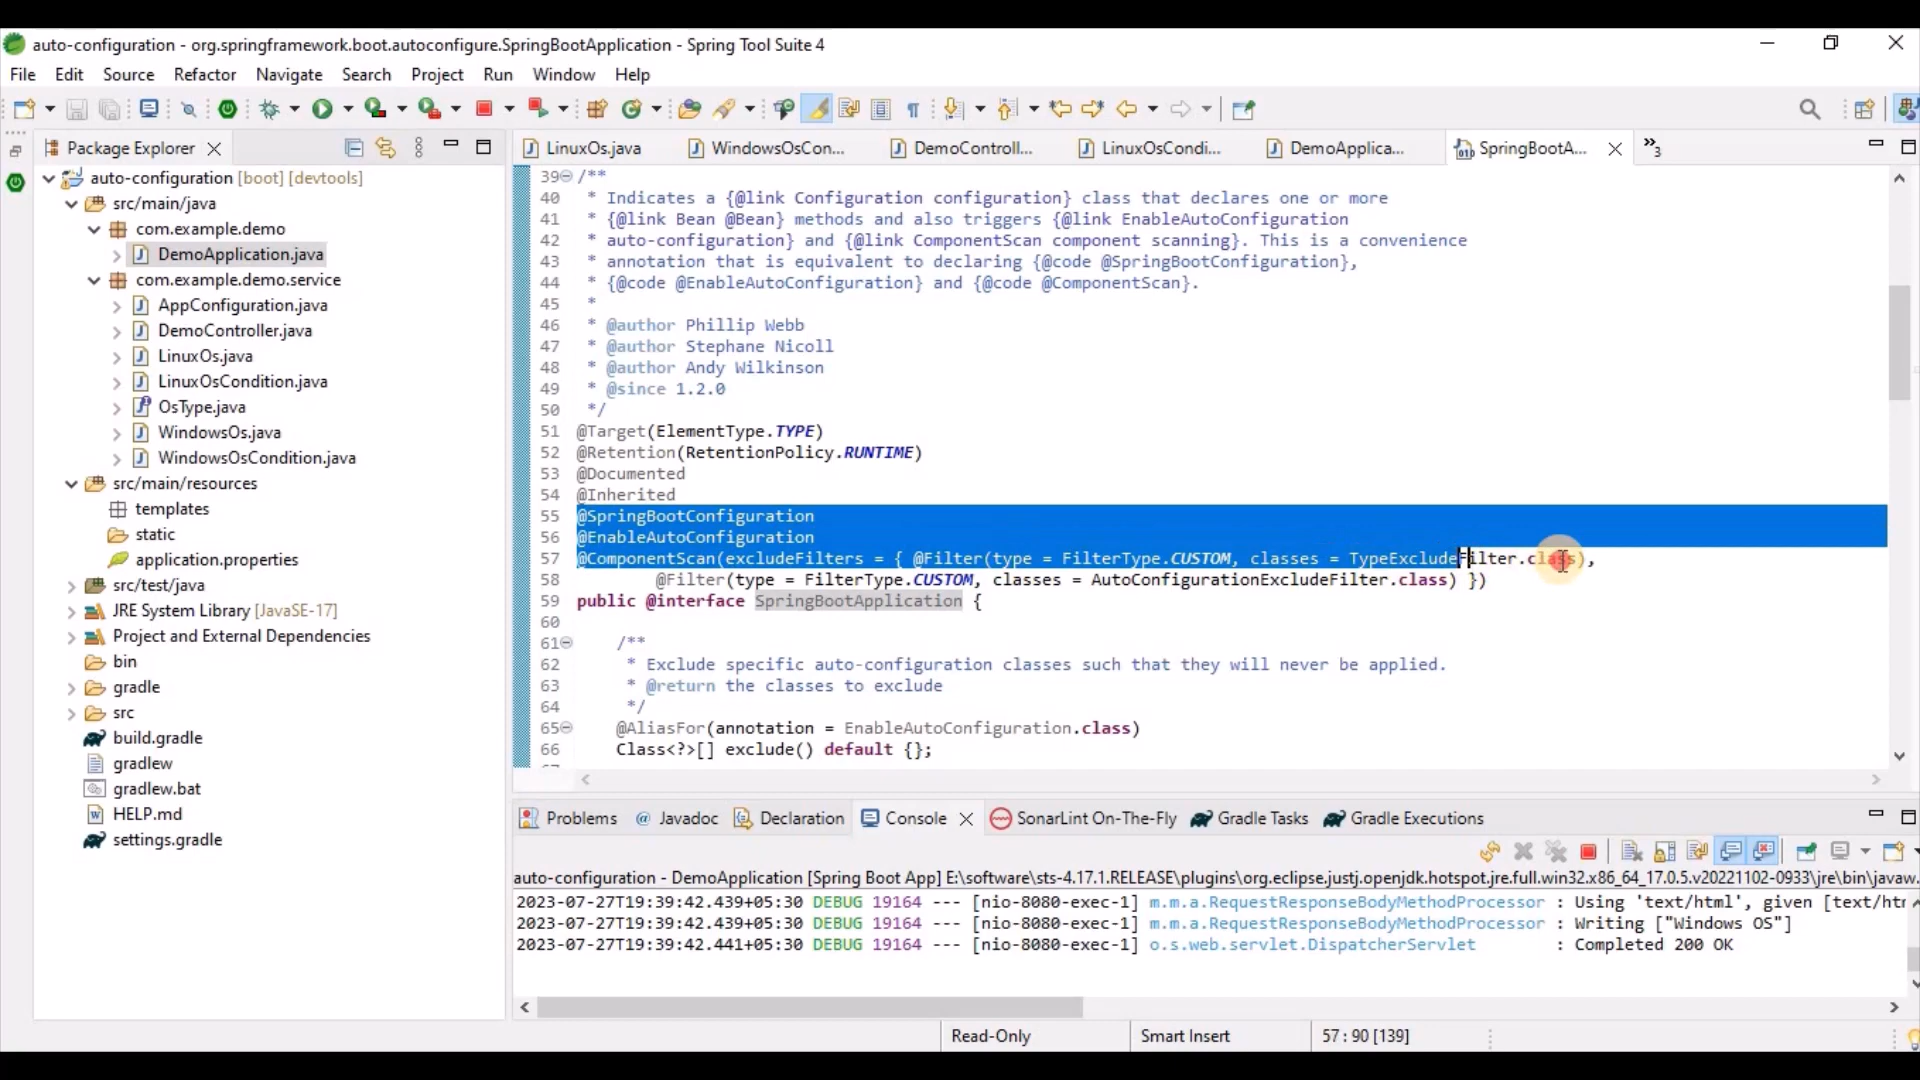 auto-configuration - org.springframework.boot.autoconfigure.SpringBootApplication - Spring Tool Suite 4
File Edit Source Refactor Navigate Search Project Run Window Help
Package Explorer
LinuxOs.java WindowsOsCon... DemoControll... LinuxOsCondi... DemoApplica... SpringBootA... »3
auto-configuration [boot] [devtools]
src/main/java
com.example.demo
DemoApplication.java
com.example.demo.service
AppConfiguration.java
DemoController.java
LinuxOs.java
LinuxOsCondition.java
OsType.java
WindowsOs.java
WindowsOsCondition.java
src/main/resources
templates
static
application.properties
src/test/java
JRE System Library [JavaSE-17]
Project and External Dependencies
bin
gradle
src
build.gradle
gradlew
gradlew.bat
HELP.md
settings.gradle
39 /**
40 * Indicates a {@link Configuration configuration} class that declares one or more
41 * {@link Bean @Bean} methods and also triggers {@link EnableAutoConfiguration
42 * auto-configuration} and {@link ComponentScan component scanning}. This is a convenience
43 * annotation that is equivalent to declaring {@code @SpringBootConfiguration},
44 * {@code @EnableAutoConfiguration} and {@code @ComponentScan}.
45 *
46 * @author Phillip Webb
47 * @author Stephane Nicoll
48 * @author Andy Wilkinson
49 * @since 1.2.0
50 */
51 @Target(ElementType.TYPE)
52 @Retention(RetentionPolicy.RUNTIME)
53 @Documented
54 @Inherited
55 @SpringBootConfiguration
56 @EnableAutoConfiguration
57 @ComponentScan(excludeFilters = { @Filter(type = FilterType.CUSTOM, classes = TypeExcludeFilter.class),
58 @Filter(type = FilterType.CUSTOM, classes = AutoConfigurationExcludeFilter.class) })
59 public @interface SpringBootApplication {
60
61 /**
62 * Exclude specific auto-configuration classes such that they will never be applied.
63 * @return the classes to exclude
64 */
65 @AliasFor(annotation = EnableAutoConfiguration.class)
66 Class<?>[] exclude() default {};
Problems @ Javadoc Declaration Console SonarLint On-The-Fly Gradle Tasks Gradle Executions
auto-configuration - DemoApplication [Spring Boot App] E:\software\sts-4.17.1.RELEASE\plugins\org.eclipse.justj.openjdk.hotspot.jre.full.win32.x86_64_17.0.5.v20221102-0933\jre\bin\javaw.
2023-07-27T19:39:42.439+05:30 DEBUG 19164 --- [nio-8080-exec-1] m.m.a.RequestResponseBodyMethodProcessor : Using 'text/html', given [text/htm
2023-07-27T19:39:42.439+05:30 DEBUG 19164 --- [nio-8080-exec-1] m.m.a.RequestResponseBodyMethodProcessor : Writing ["Windows OS"]
2023-07-27T19:39:42.441+05:30 DEBUG 19164 --- [nio-8080-exec-1] o.s.web.servlet.DispatcherServlet : Completed 200 OK
Read-Only Smart Insert 57 : 90 [139]